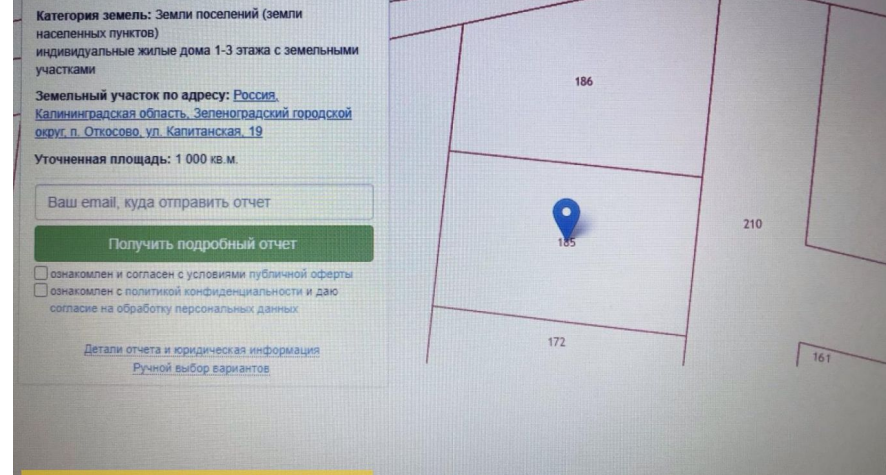 Категория земель: Земли поселений (земли
населенных пунктов)
индивидуальные жилые дома 1-3 этажа с земельными
участками
Земельный участок по адресу: Россия,
Калининградская область, Зеленоградский городской
округ, п. Откосово, ул. Капитанская, 19
Уточненная площадь: 1 000 кв.м.
Ваш email, куда отправить отчет
Получить подробный отчет
ознакомлен и согласен с условиями публичной оферты
ознакомлен с политикой конфиденциальности и даю
согласие на обработку персональных данных
Детали отчета и юридическая информация
Ручной выбор вариантов
186
185
210
172
161